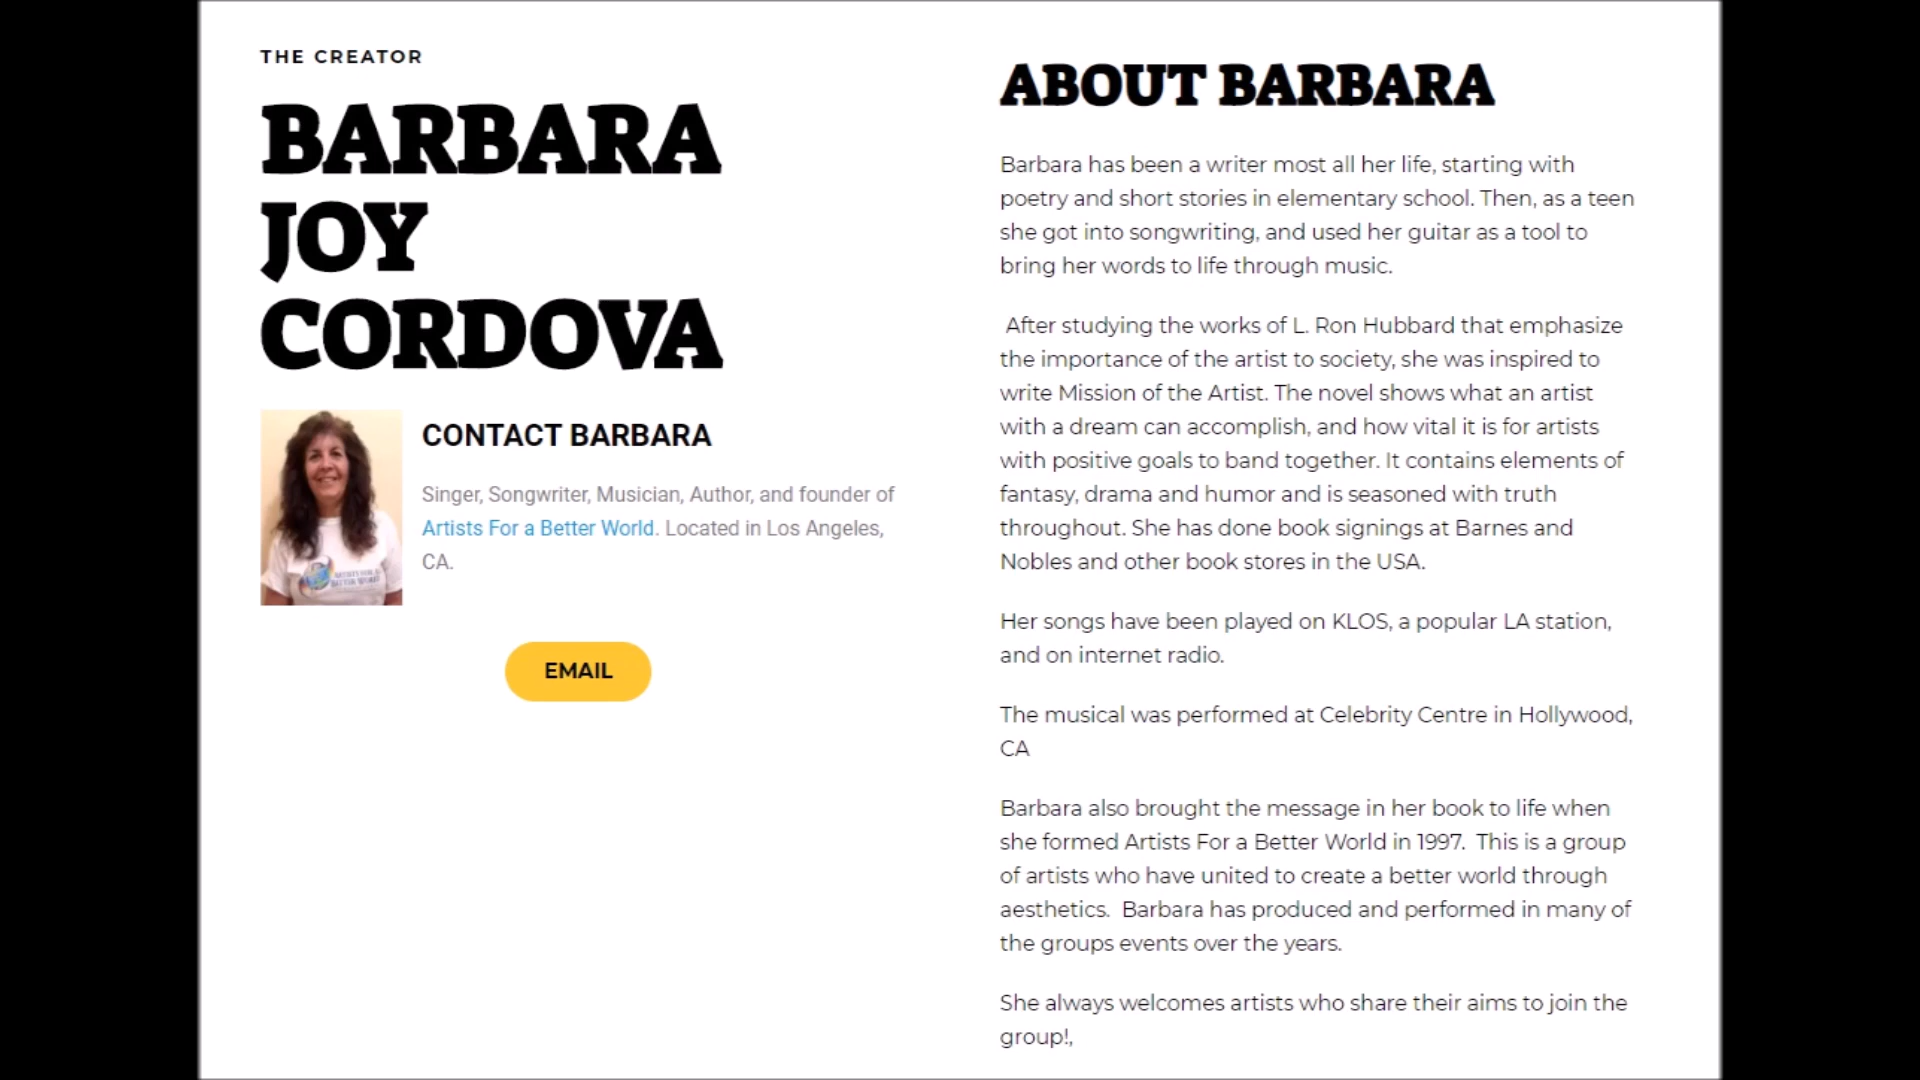 THE CREATOR
BARBARA
JOY
CORDOVA
CONTACT BARBARA
Singer, Songwriter, Musician, Author, and founder of
Artists For a Better World. Located in Los Angeles,
CA.
EMAIL
ABOUT BARBARA
Barbara has been a writer most all her life, starting with
poetry and short stories in elementary school. Then, as a teen
she got into songwriting, and used her guitar as a tool to
bring her words to life through music.
After studying the works of L. Ron Hubbard that emphasize
the importance of the artist to society, she was inspired to
write Mission of the Artist. The novel shows what an artist
with a dream can accomplish, and how vital it is for artists
with positive goals to band together. It contains elements of
fantasy, drama and humor and is seasoned with truth
throughout. She has done book signings at Barnes and
Nobles and other book stores in the USA.
Her songs have been played on KLOS, a popular LA station,
and on internet radio.
The musical was performed at Celebrity Centre in Hollywood,
CA
Barbara also brought the message in her book to life when
she formed Artists For a Better World in 1997.  This is a group
of artists who have united to create a better world through
aesthetics.  Barbara has produced and performed in many of
the groups events over the years.
She always welcomes artists who share their aims to join the
group!,